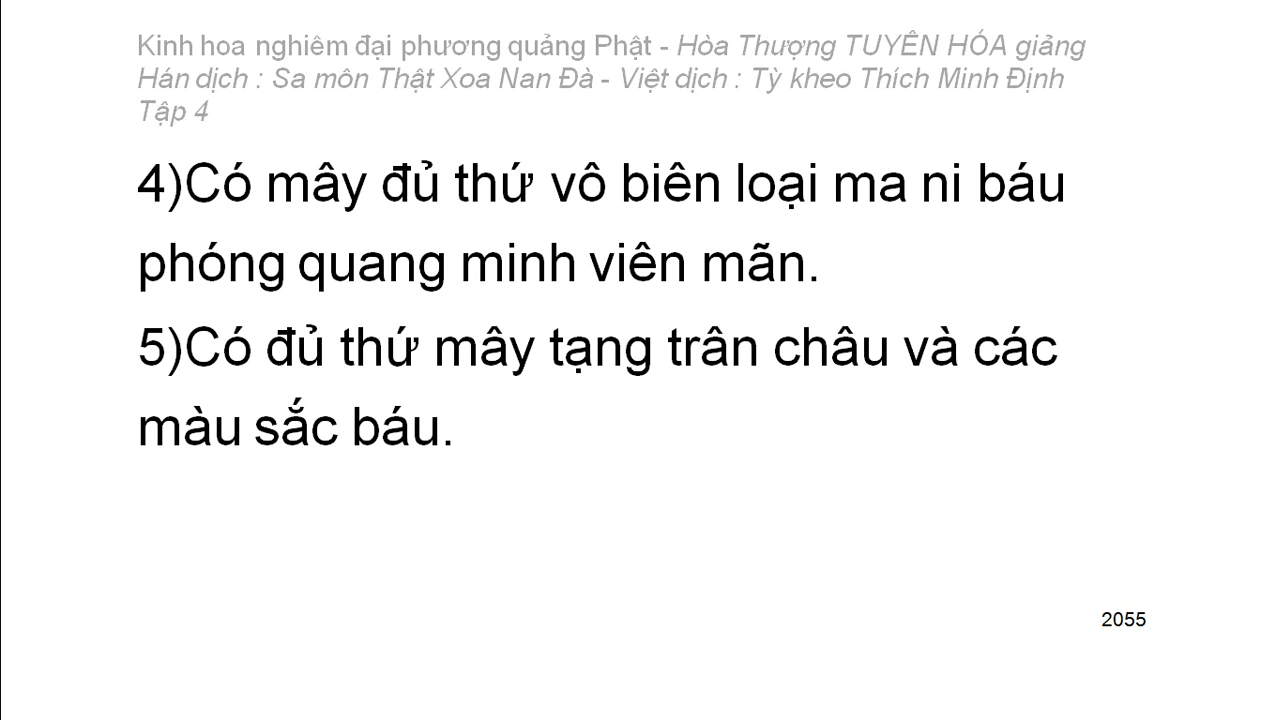 Kinh hoa nghiêm đại phương quảng Phật - Hòa Thượng TUYÊN HÓA giảng
Hán dịch : Sa môn Thật Xoa Nan Đà - Việt dịch : Tỳ kheo Thích Minh Định
Tập 4
4)Có mây đủ thứ vô biên loại ma ni báu
phóng quang minh viên mãn.
5)Có đủ thứ mây tạng trân châu và các
màu sắc báu.
2055